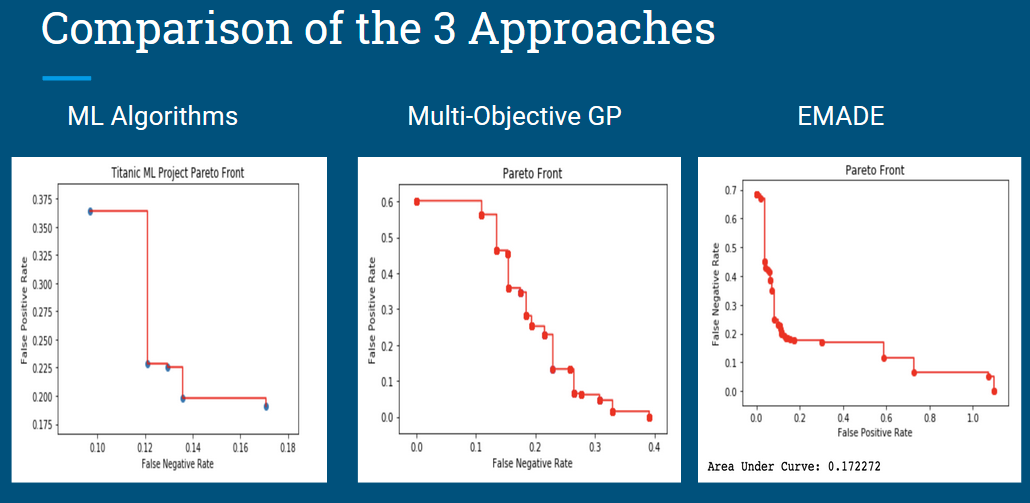 Comparison of the 3 Approaches
ML Algorithms
Multi-Objective GP
EMADE
Titanic ML Project Pareto Front
False Positive Rate
0.375
0.350
0.325
0.300
0.275
0.250
0.225
0.200
0.175
0.10
0.12
0.14
0.16
0.18
False Negative Rate
Pareto Front
False Positive Rate
0.6
0.5
0.4
0.3
0.2
0.1
0.0
0.0
0.1
0.2
0.3
0.4
False Negative Rate
Pareto Front
False Negative Rate
0.7
0.6
0.5
0.4
0.3
0.2
0.1
0.0
0.0
0.2
0.4
0.6
0.8
1.0
False Positive Rate
Area Under Curve: 0.172272